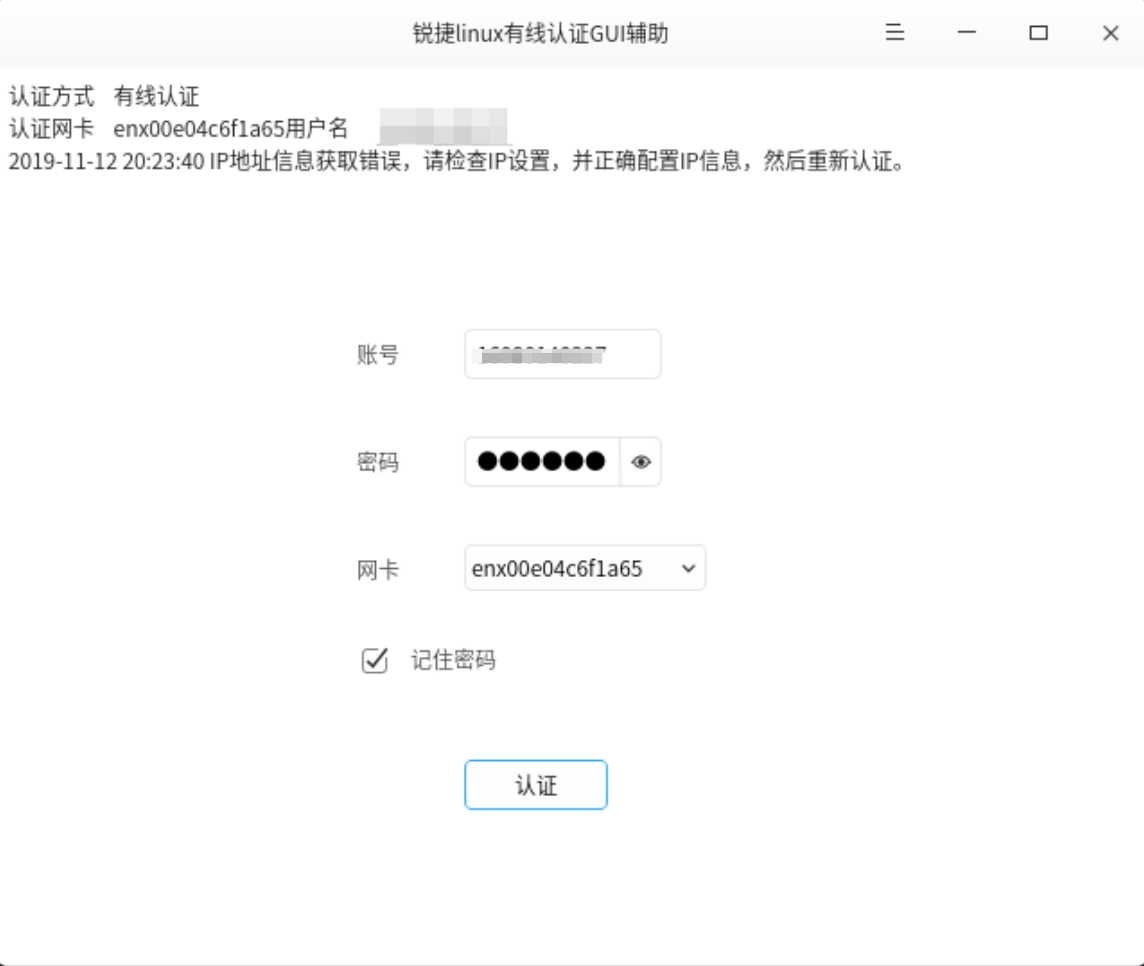 锐捷linux有线认证GUI辅助
认证方式 有线认证
认证网卡 enx00e04c6f1a65用户名
2019-11-12 20:23:40 IP地址信息获取错误，请检查IP设置，并正确配置IP信息，然后重新认证。
账号
密码 ●●●●●●
网卡 enx00e04c6f1a65
记住密码
认证